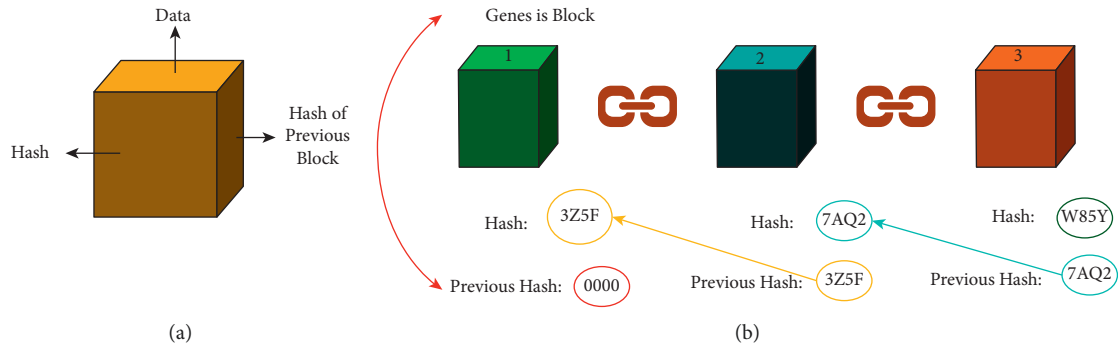 Data
Hash
Hash of
Previous
Block
(a)
Genes is Block
1
2
3
Hash:
3Z5F
Hash:
7AQ2
Hash:
W85Y
Previous Hash:
0000
Previous Hash:
3Z5F
Previous Hash:
7AQ2
(b)